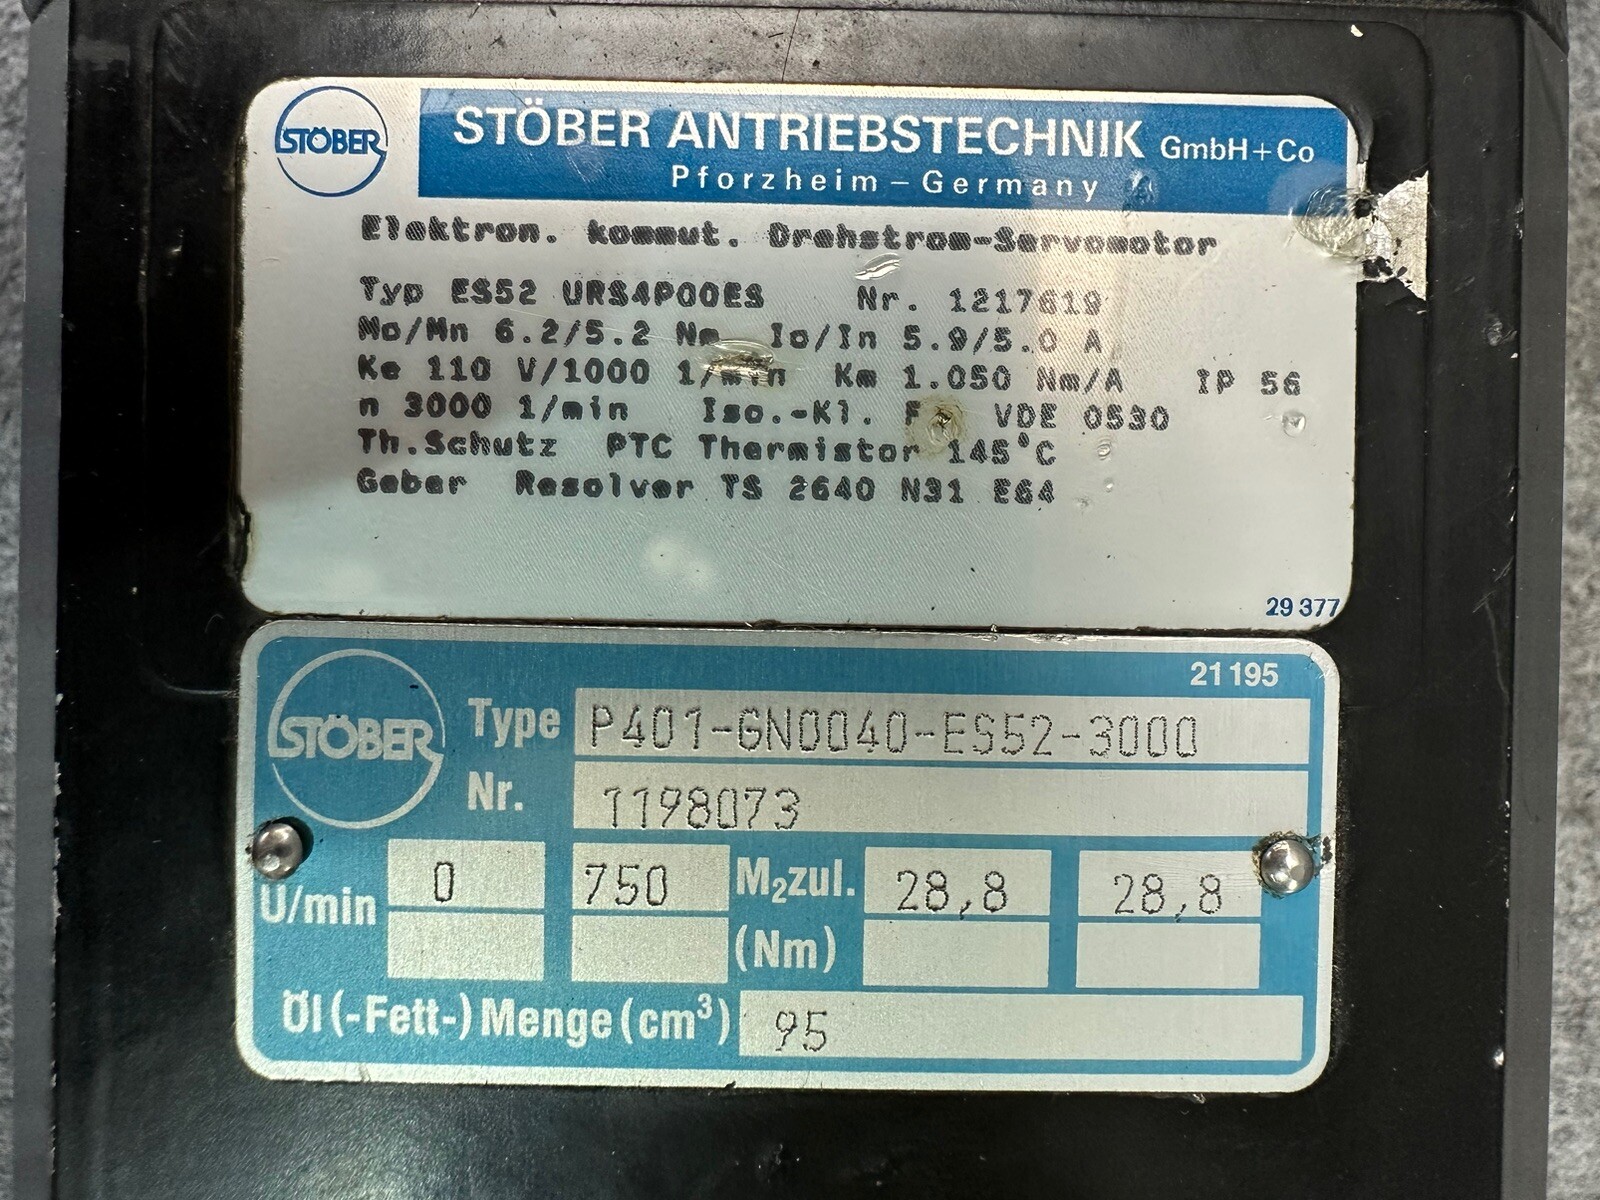 STÖBER
STÖBER ANTRIEBSTECHNIK GmbH+Co
Pforzheim – Germany
Elektron. kommut. Drehstrom-Servomotor
Typ ES52 URS4P00ES Nr. 1217619
Mo/Mn 6.2/5.2 Nm Io/In 5.9/5.0 A
Ke 110 V/1000 1/min Km 1.050 Nm/A IP 56
n 3000 1/min Iso.-Kl. F VDE 0530
Th.Schutz PTC Thermistor 145°C
Geber Resolver TS 2640 N31 E64
29 377
21 195
STÖBER
Type P401-GN0040-ES52-3000
Nr. 1198073
U/min 0 750 M₂zul. (Nm) 28,8 28,8
Öl (-Fett-) Menge (cm³) 95